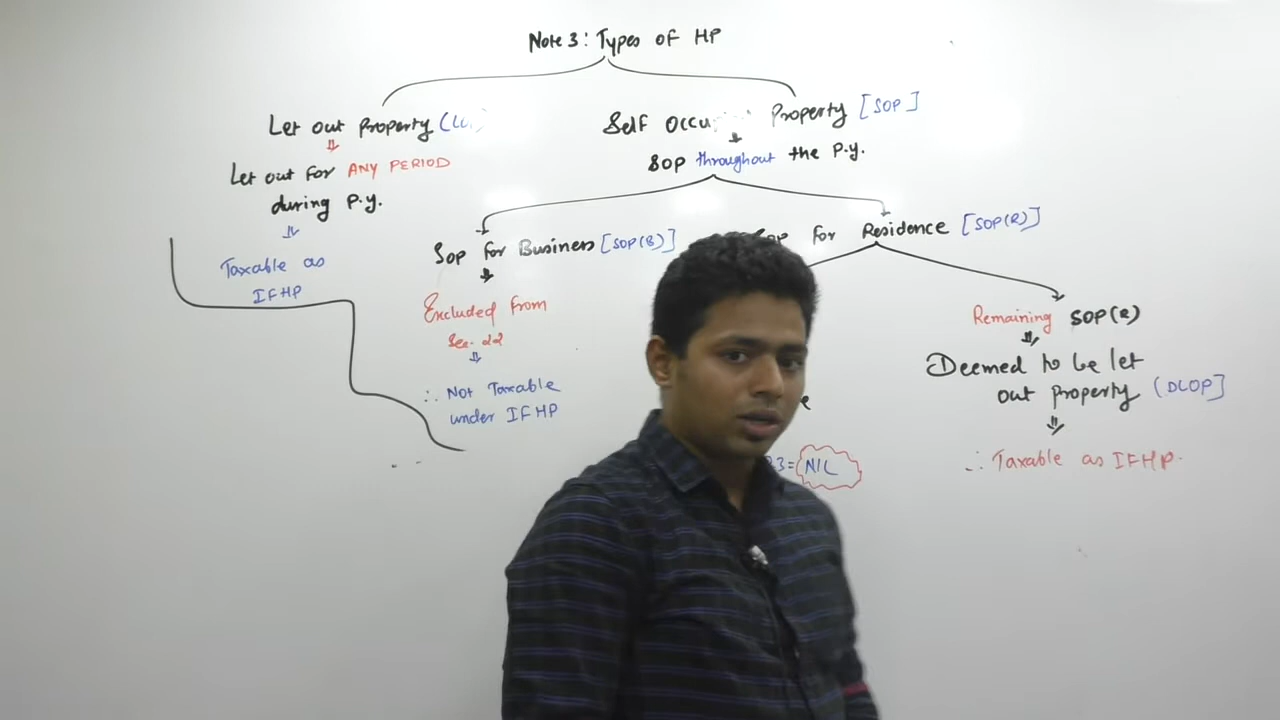 Note 3: Types of HP
Let out Property
Let out for ANY PERIOD
during P.Y.
Taxable as
IFHP
Self Property [SOP]
SOP throughout the P.Y.
SOP for Business [SOP(B)]
Excluded from
Sec. 22
∴ Not Taxable
under IFHP
for Residence [SOP(R)]
= NIL
Remaining SOP(R)
Deemed to be let
out property (DLOP]
∴ Taxable as IFHP.